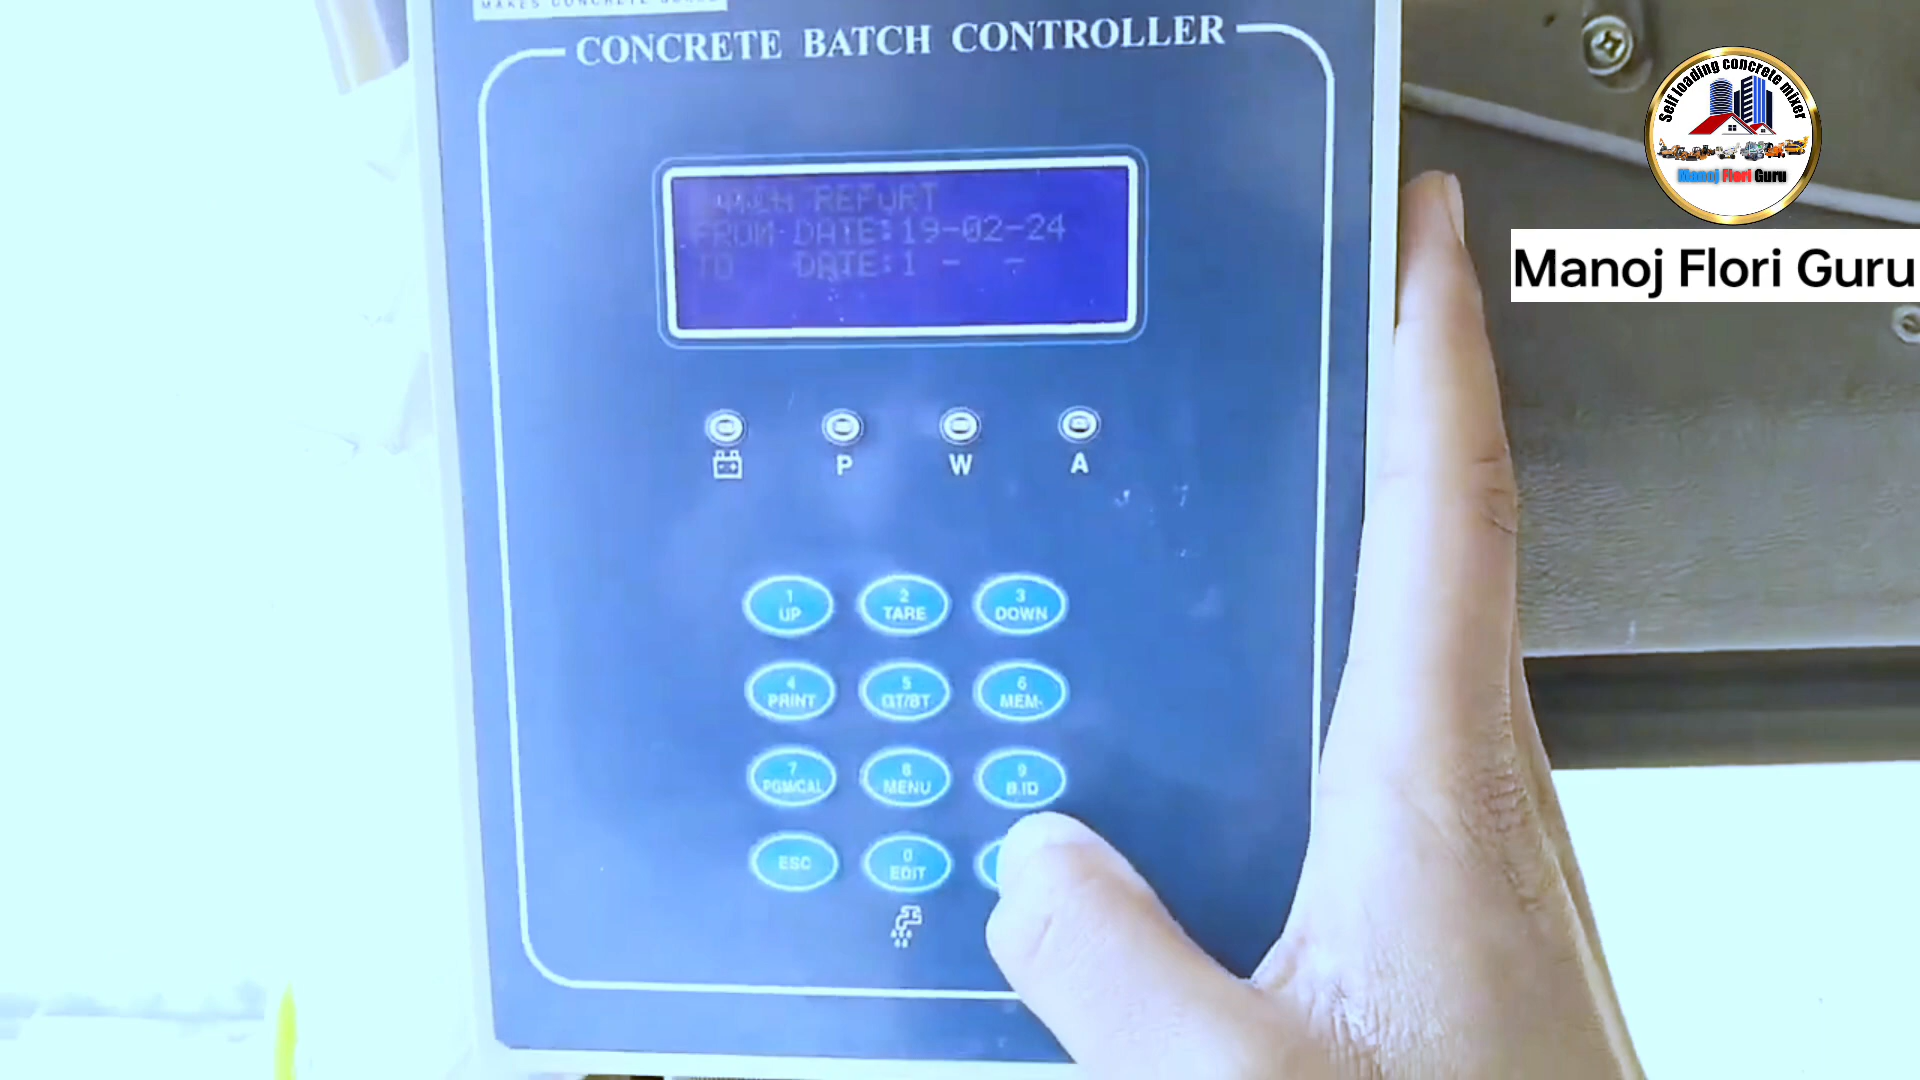 MAKES CONCRETE
CONCRETE BATCH CONTROLLER
REPORT
FROM DATE:19-02-24
TO DATE:1 - -
P
W
A
1
UP
2
TARE
3
DOWN
4
PRINT
5
GT/BT
6
MEM
7
PGM/CAL
8
MENU
9
B.ID
ESC
0
EDIT
Self loading concrete mixer
Manoj Flori Guru
Manoj Flori Guru